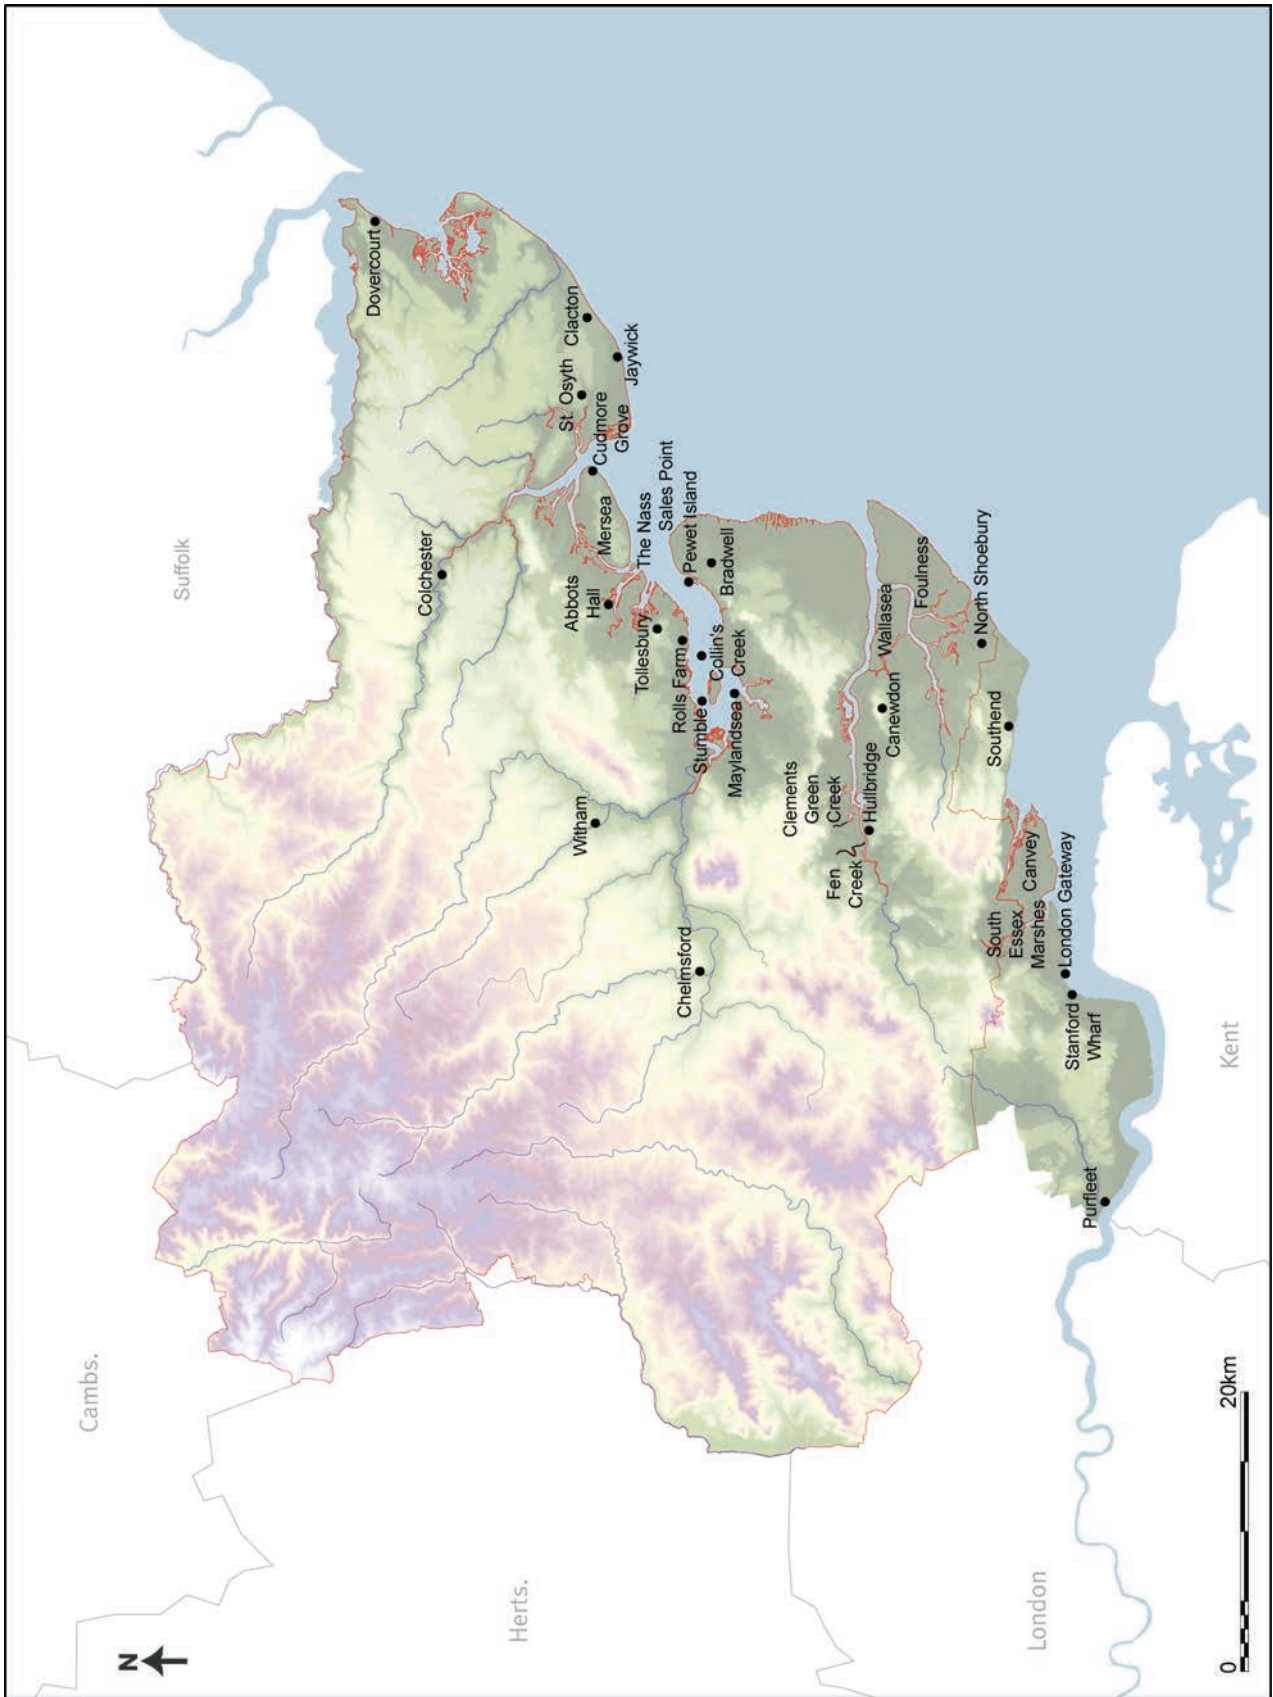 Cambs.
Suffolk
Herts.
London
Kent
N
0
20km
Dovercourt
Colchester
Clacton
St. Osyth
Jaywick
Cudmore
Grove
Mersea
Abbots
Hall
The Nass
Sales Point
Tollesbury
Pewet Island
Rolls Farm
Bradwell
Collin's
Creek
Stumble
Maylandsea
Witham
Chelmsford
Clements
Green
Creek
Fen
Creek
Hullbridge
Canewdon
Wallasea
Foulness
North Shoebury
Southend
South
Essex
Marshes
Canvey
London Gateway
Stanford
Wharf
Purfleet